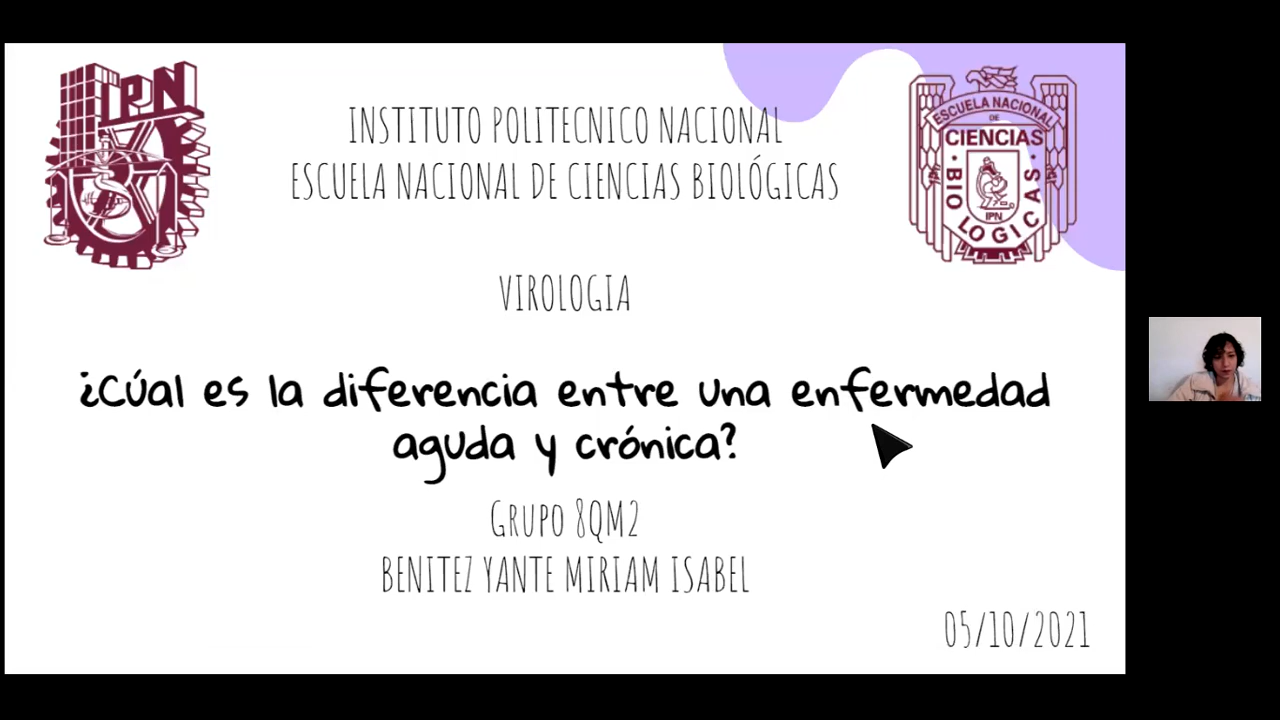 IPN
INSTITUTO POLITECNICO NACIONAL
ESCUELA NACIONAL DE CIENCIAS BIOLÓGICAS
ESCUELA NACIONAL
DE
CIENCIAS
BIOLOGICAS
IPN
VIROLOGIA
¿Cúal es la diferencia entre una enfermedad
aguda y crónica?
Grupo 8QM2
BENITEZ YANTE MIRIAM ISABEL
05/10/2021